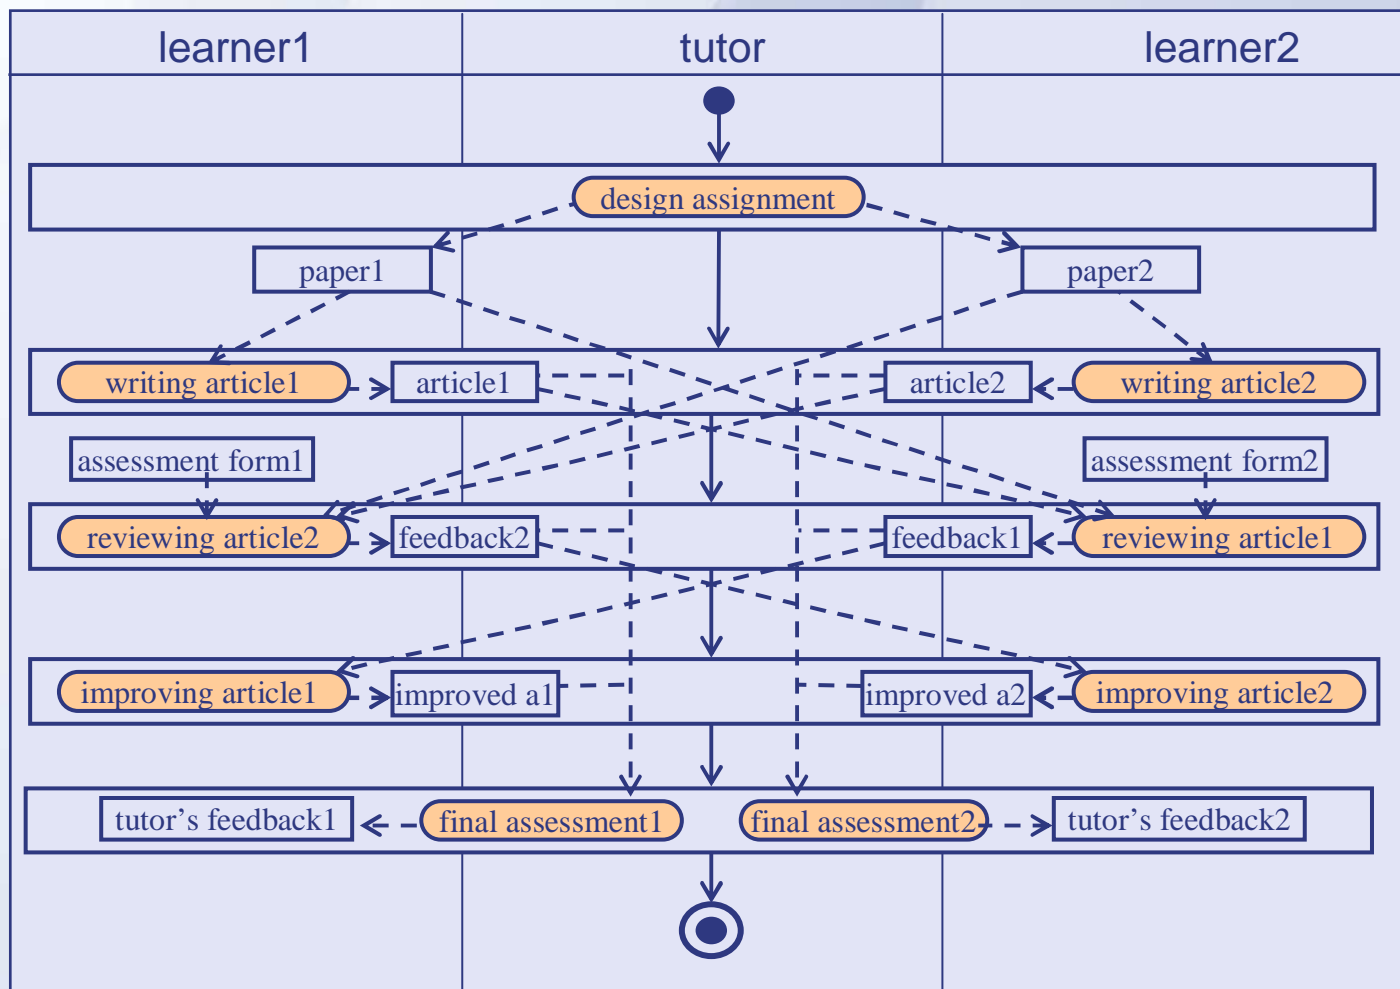 learner1
tutor
learner2
design assignment
paper1
paper2
writing article1
article1
article2
writing article2
assessment form1
assessment form2
reviewing article2
feedback2
feedback1
reviewing article1
improving article1
improved a1
improved a2
improving article2
tutor's feedback1
final assessment1
final assessment2
tutor's feedback2